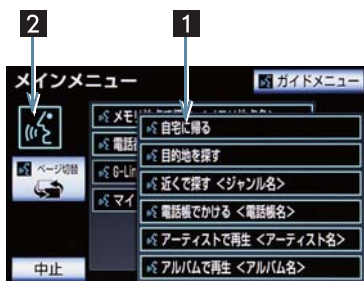 2 1
メインメニュー ガイドメニュー
自宅に帰る
目的地を探す
近くで探す <ジャンル名>
電話帳でかける <電話帳名>
アーティストで再生 <アーティスト名>
アルバムで再生 <アルバム名>
メモリ
電話
G-Lin
マイ
ページ切替
中止